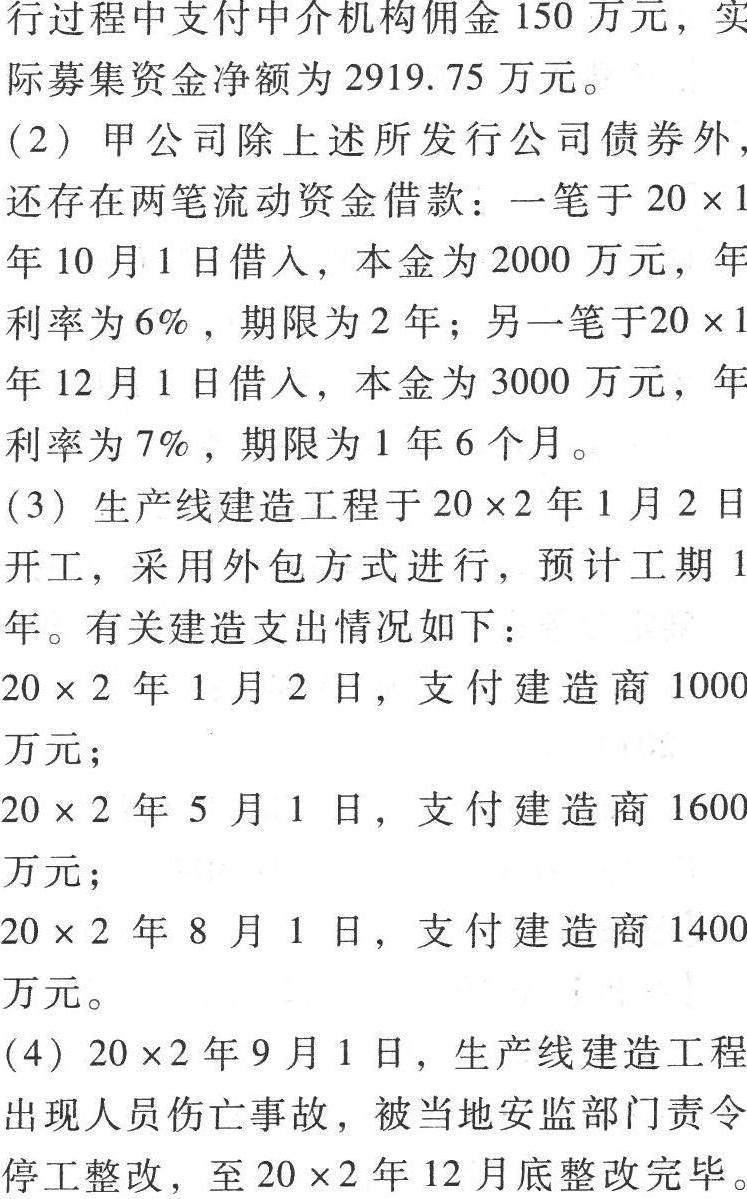 行过程中支付中介机构佣金 150 万元，实
际募集资金净额为 2919. 75 万元。
(2) 甲公司除上述所发行公司债券外，
还存在两笔流动资金借款：一笔于 20 ×1
年 10 月 1 日借入，本金为 2000 万元，年
利率为 6%，期限为 2 年；另一笔于20 ×1
年 12 月 1 日借入，本金为 3000 万元，年
利率为 7%，期限为 1 年 6 个月。
(3) 生产线建造工程于 20 ×2 年 1 月 2 日
开工，采用外包方式进行，预计工期 1
年。有关建造支出情况如下：
20 × 2 年 1 月 2 日，支付建造商 1000
万元；
20 × 2 年 5 月 1 日，支付建造商 1600
万元；
20 × 2 年 8 月 1 日，支付建造商 1400
万元。
(4) 20 ×2 年 9 月 1 日，生产线建造工程
出现人员伤亡事故，被当地安监部门责令
停工整改，至 20 ×2 年 12 月底整改完毕。